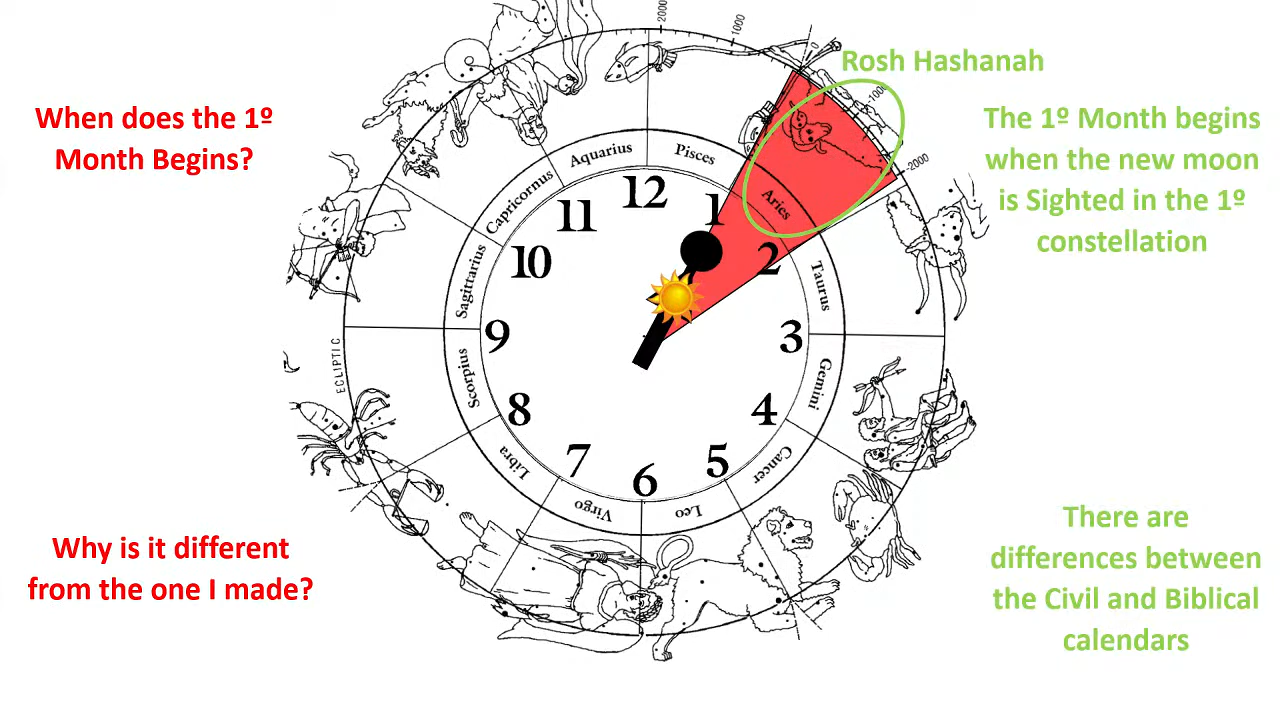 2000
1000
0
Rosh Hashanah
-1000
-2000
When does the 1º
Month Begins?
The 1º Month begins
when the new moon
is Sighted in the 1º
constellation
Aquarius
Pisces
Capricornus
Aries
Sagittarius
Taurus
12
11
1
10
2
9
3
8
4
7
5
6
ECLIPTIC
Scorpius
Gemini
Libra
Cancer
Virgo
Leo
Why is it different
from the one I made?
There are
differences between
the Civil and Biblical
calendars